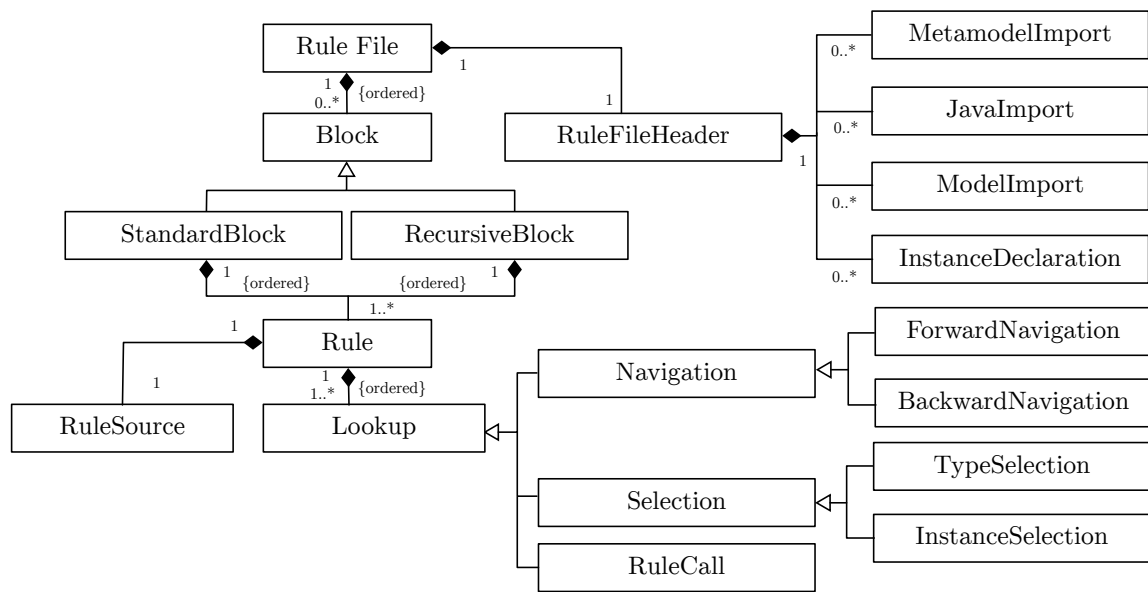 Rule File
1
1
{ordered}
0..*
1
Block
RuleFileHeader
1
MetamodelImport
0..*
JavaImport
0..*
ModelImport
0..*
InstanceDeclaration
0..*
StandardBlock
RecursiveBlock
1
{ordered}
{ordered}
1
1..*
1
Rule
1
1
{ordered}
1..*
RuleSource
Lookup
Navigation
ForwardNavigation
BackwardNavigation
Selection
TypeSelection
InstanceSelection
RuleCall